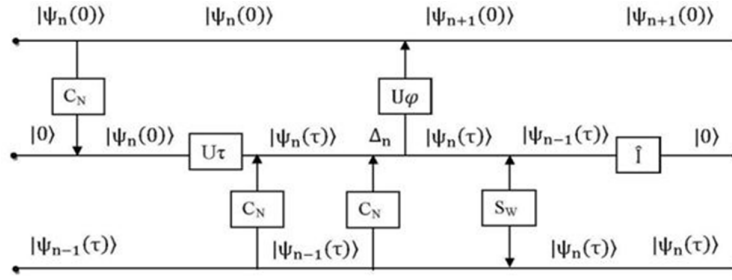 |ψn(0)⟩ |ψn(0)⟩ |ψn+1(0)⟩ |ψn+1(0)⟩
CN Uφ
|0⟩ |ψn(0)⟩ Uτ |ψn(τ)⟩ Δn |ψn(τ)⟩ |ψn−1(τ)⟩ Î |0⟩
CN CN SW
|ψn−1(τ)⟩ |ψn−1(τ)⟩ |ψn(τ)⟩ |ψn(τ)⟩